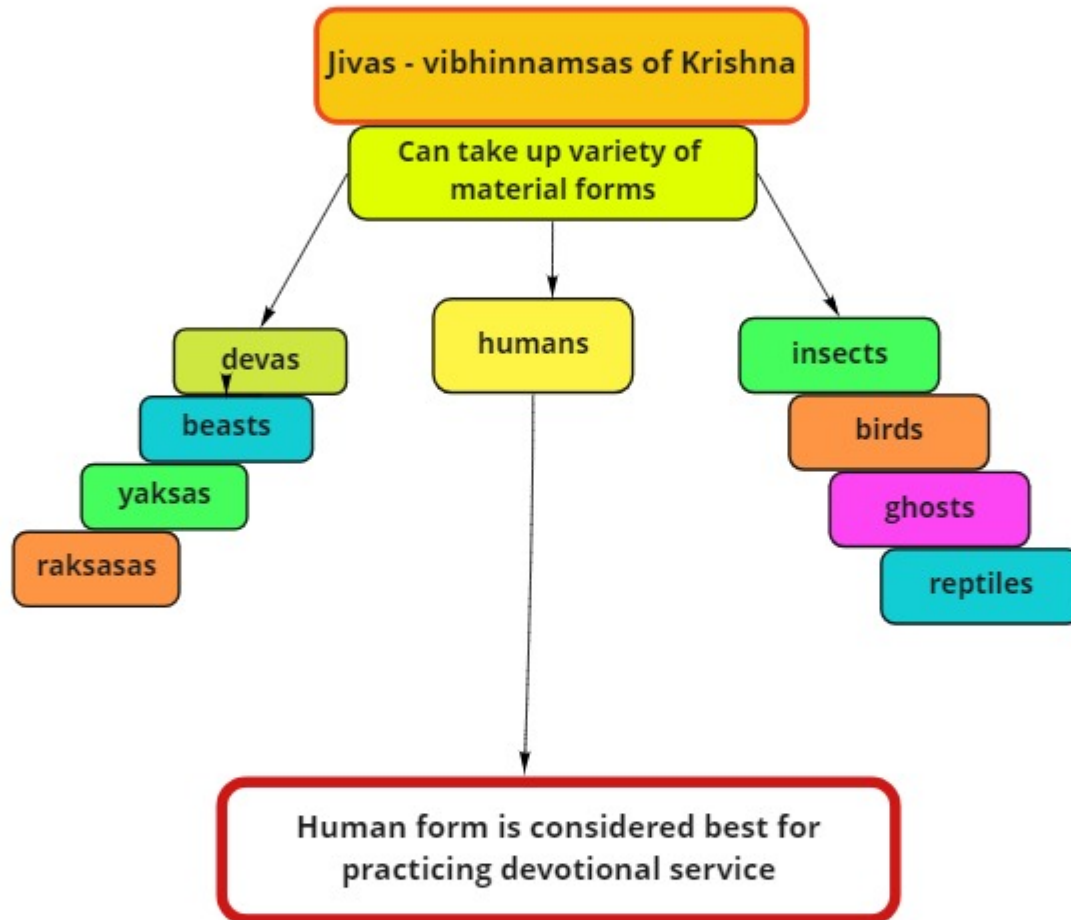 Jivas - vibhinnamsas of Krishna
Can take up variety of
material forms
devas
beasts
yaksas
raksasas
humans
insects
birds
ghosts
reptiles
Human form is considered best for
practicing devotional service